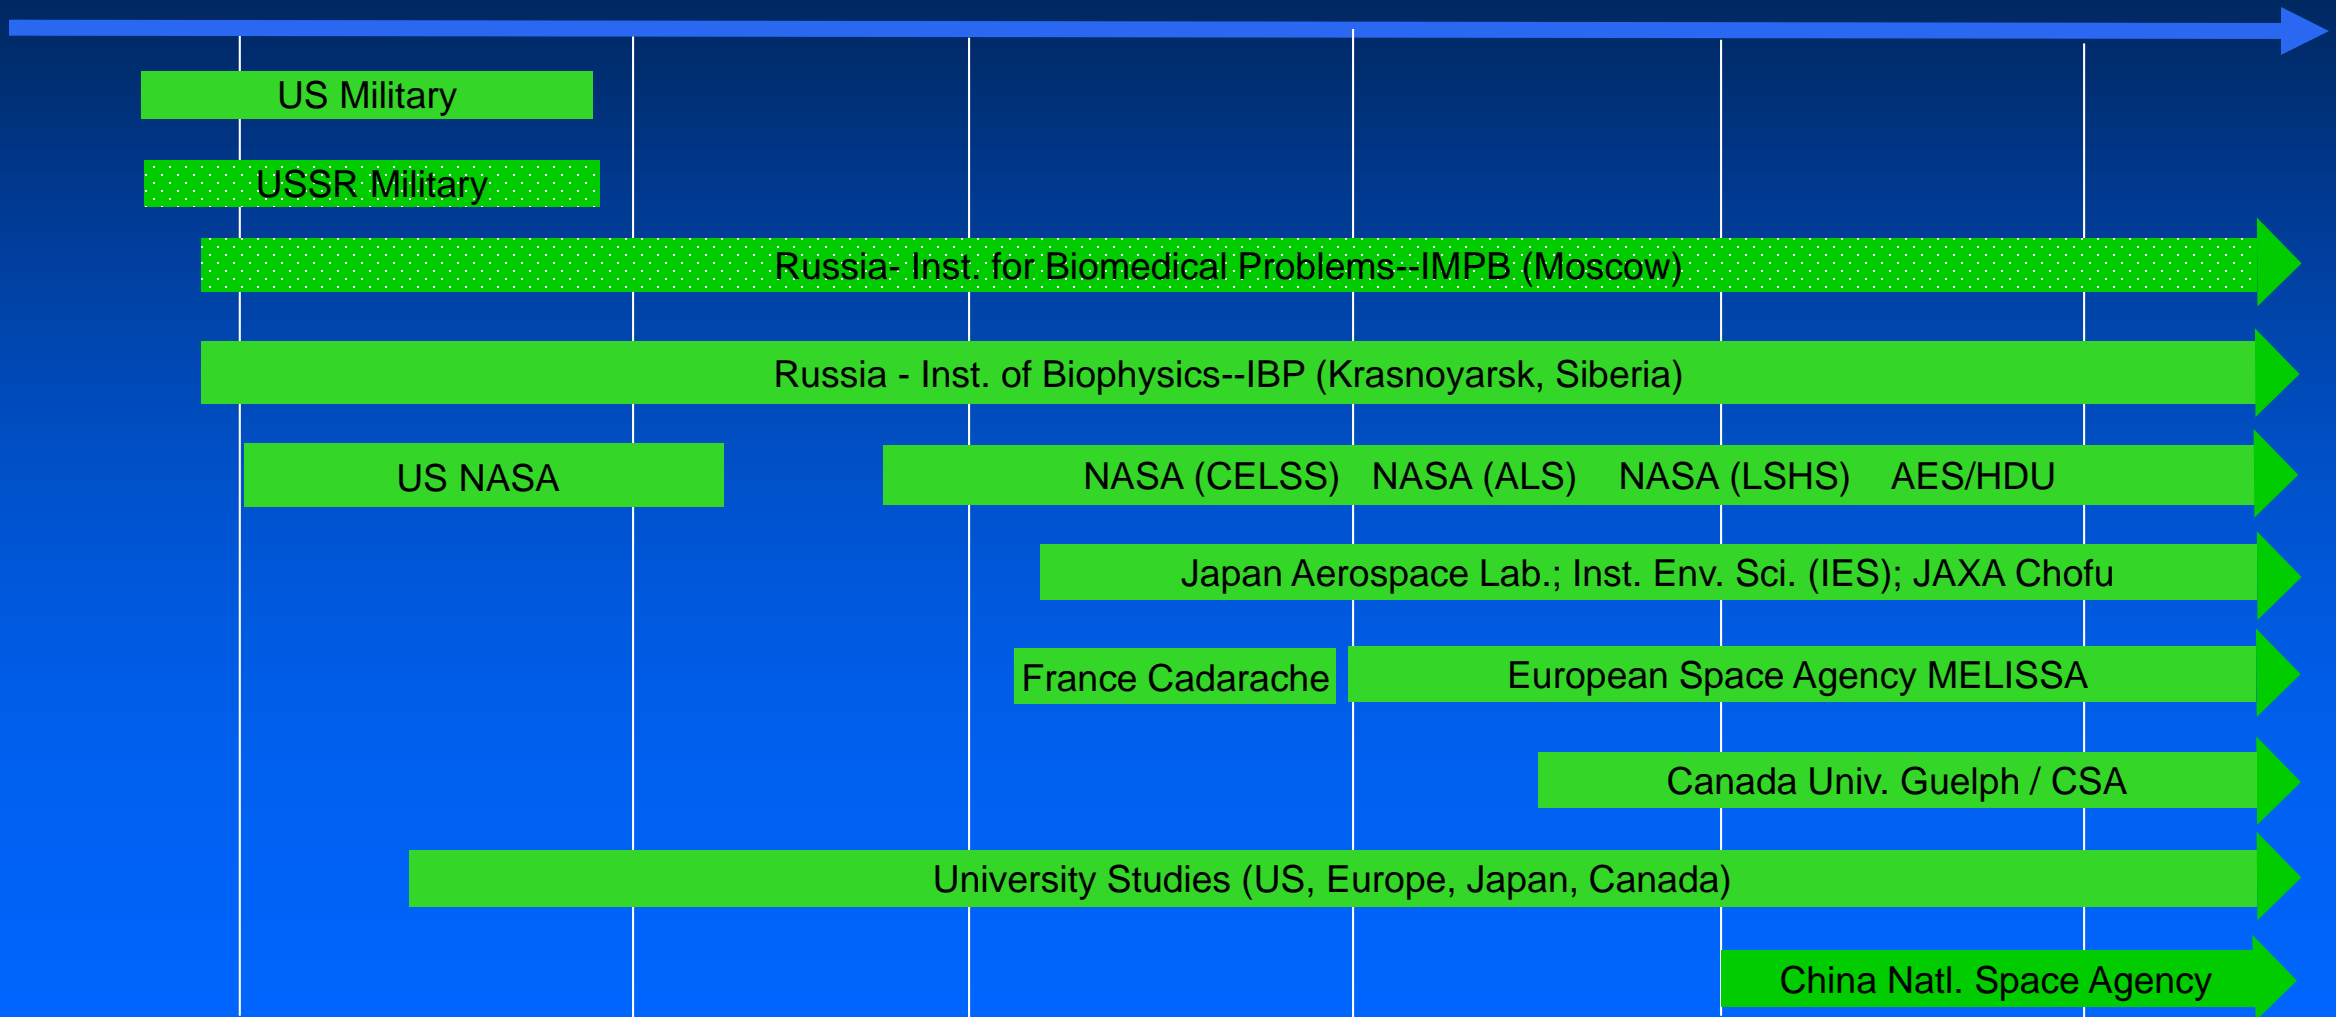 US Military
USSR Military
Russia- Inst. for Biomedical Problems--IMPB (Moscow)
Russia - Inst. of Biophysics--IBP (Krasnoyarsk, Siberia)
US NASA
NASA (CELSS) NASA (ALS) NASA (LSHS) AES/HDU
Japan Aerospace Lab.; Inst. Env. Sci. (IES); JAXA Chofu
France Cadarache
European Space Agency MELISSA
Canada Univ. Guelph / CSA
University Studies (US, Europe, Japan, Canada)
China Natl. Space Agency